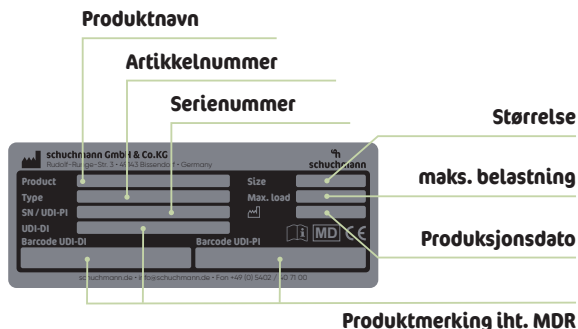 Produktnavn
Artikkelnummer
Serienummer
Størrelse
maks. belastning
Produksjonsdato
schuchmann GmbH & Co.KG
Rudolf-Runge-Str. 3 • 49143 Bissendorf • Germany
schuchmann
Product
Size
Type
Max. load
SN / UDI-PI
UDI-DI
MD CE
Barcode UDI-DI
Barcode UDI-PI
schuchmann.de • info@schuchmann.de • Fon +49 (0) 5402 / 40 71 00
Produktmerking iht. MDR